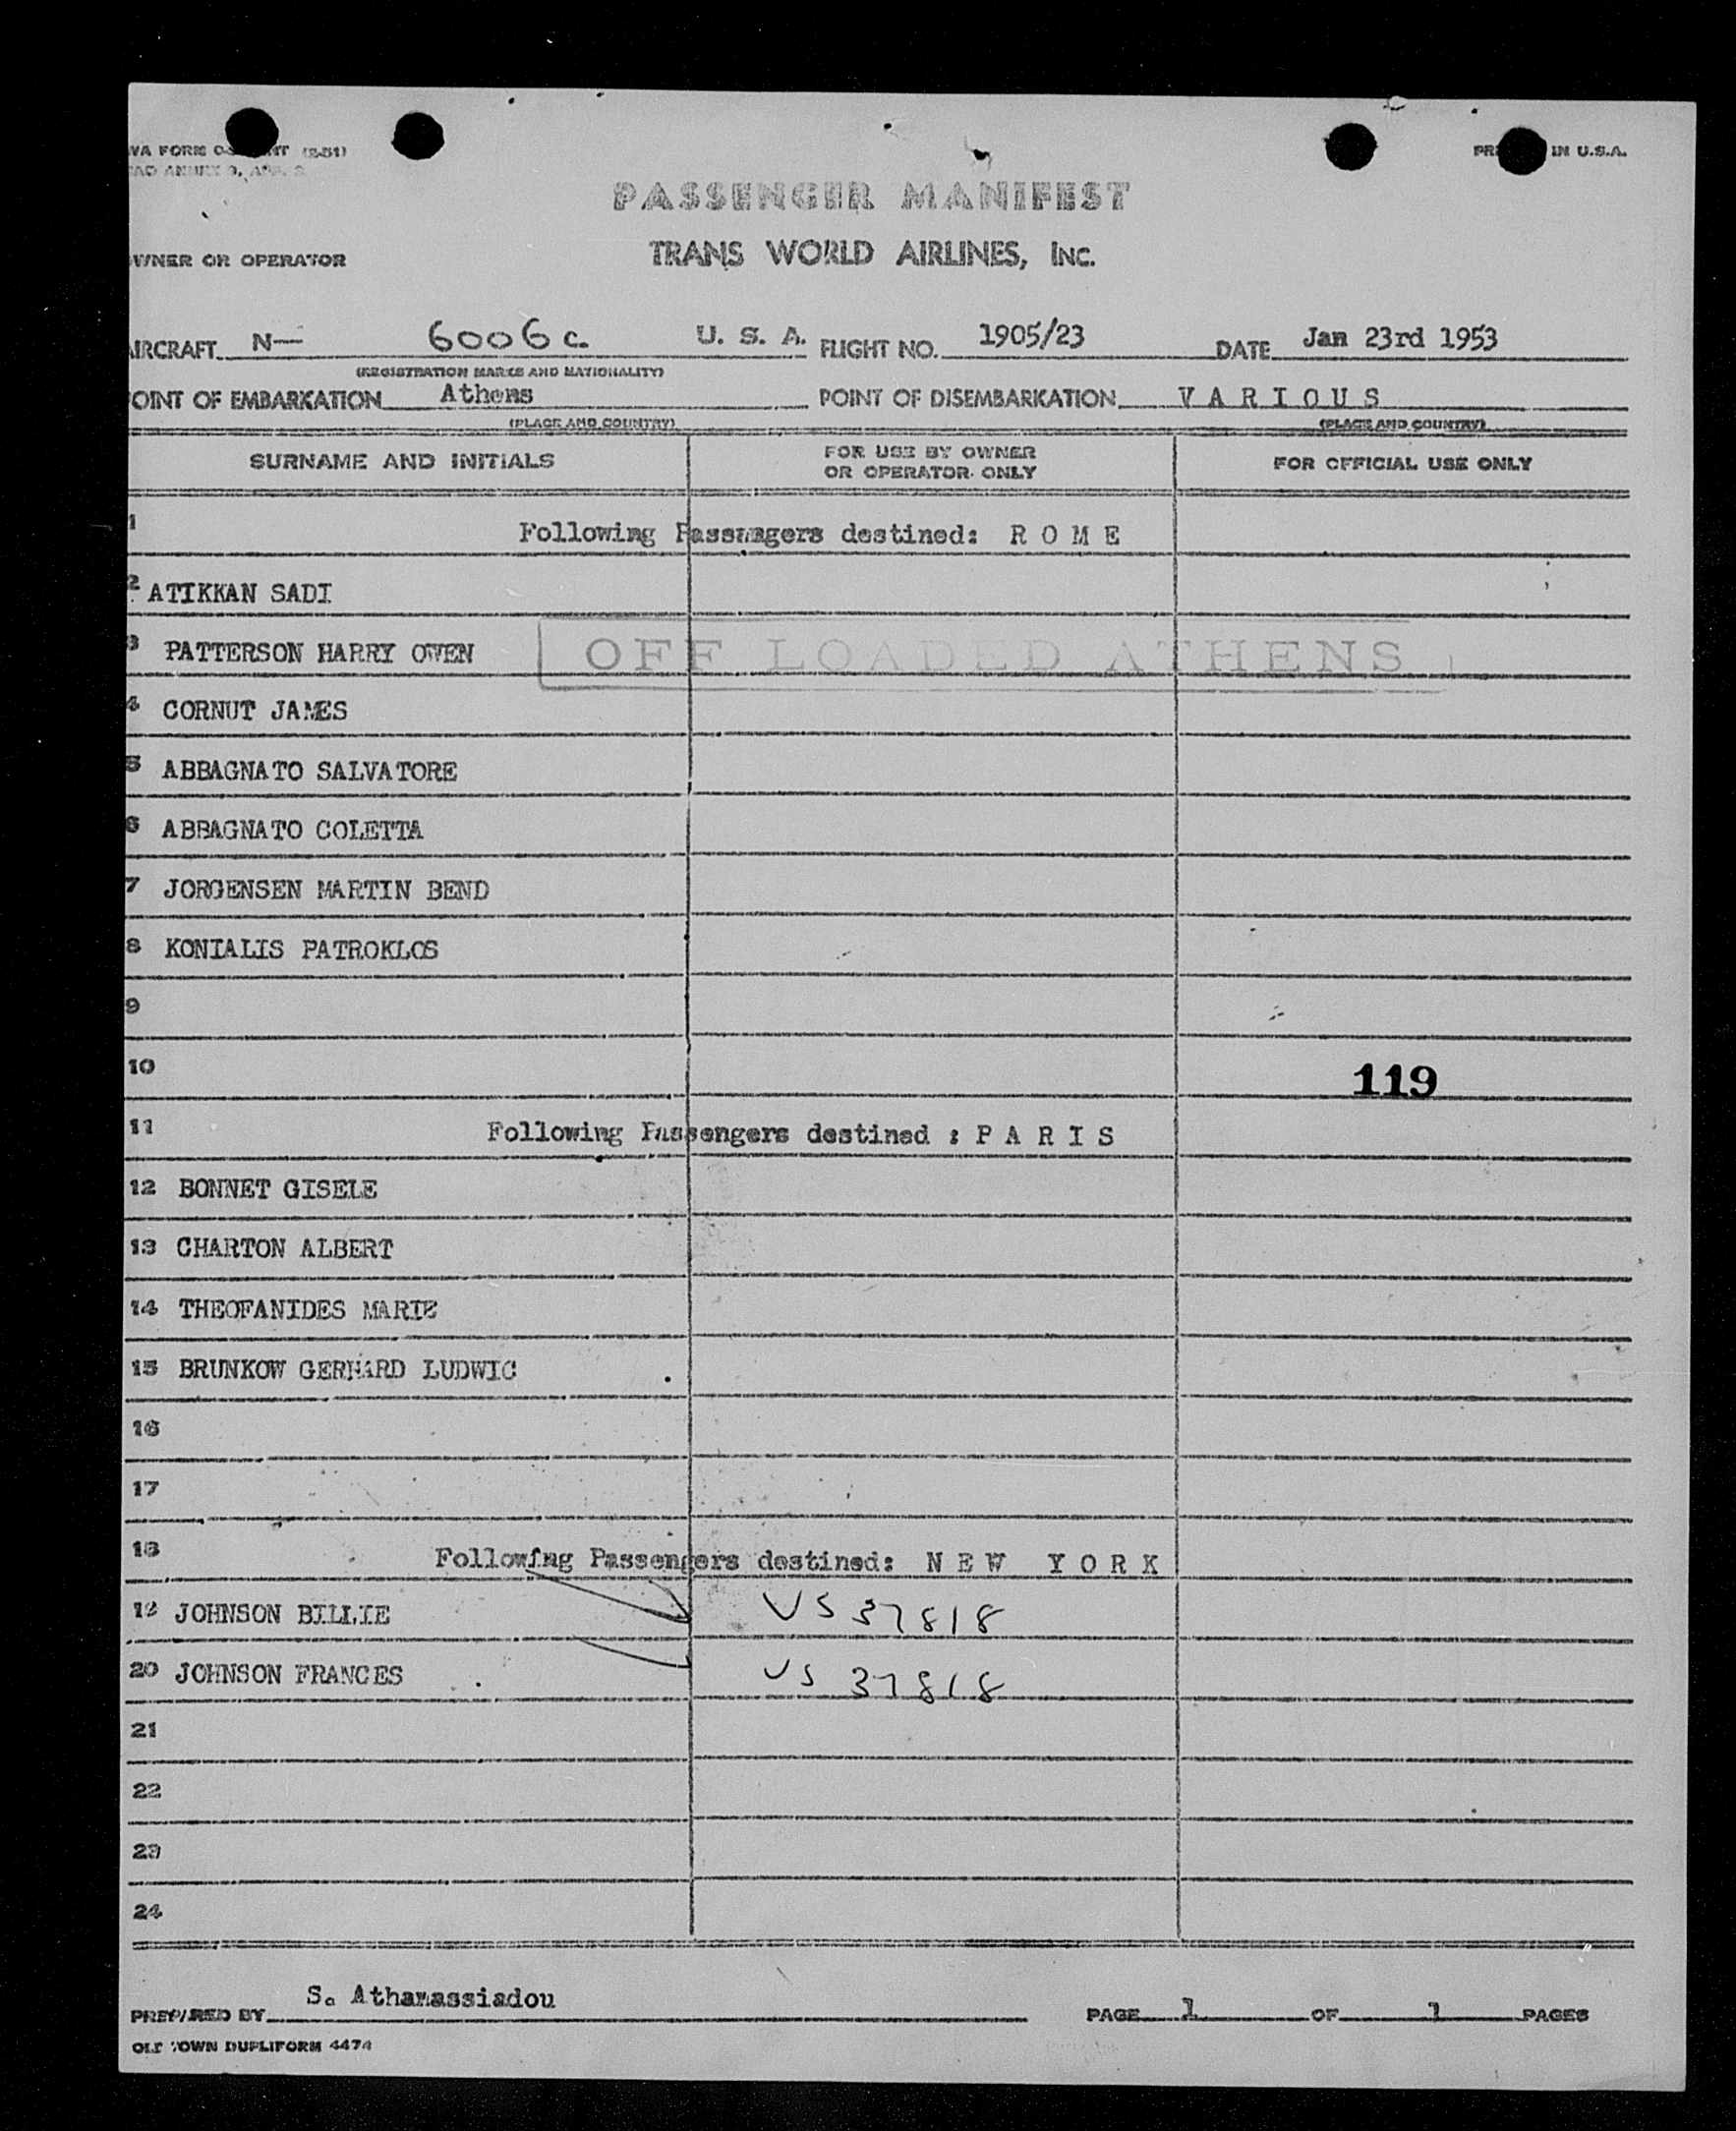 (2-51)
PASSENGER MANIFEST
TRANS WORLD AIRLINES, INC.
OWNER OR OPERATOR
AIRCRAFT N— 6006 C. U. S. A. FLIGHT NO. 1905/23 DATE Jan 23rd 1953
(REGISTRATION MARKS AND NATIONALITY)
POINT OF EMBARKATION Athens POINT OF DISEMBARKATION V A R I O U S
(PLACE AND COUNTRY) (PLACE AND COUNTRY)
SURNAME AND INITIALS FOR USE BY OWNER OR OPERATOR ONLY FOR OFFICIAL USE ONLY
1 Following Passengers destined: R O M E
2 ATIKKAN SADI
3 PATTERSON HARRY OWEN OFF LOADED ATHENS
4 CORNUT JAMES
5 ABBAGNATO SALVATORE
6 ABBAGNATO COLETTA
7 JORGENSEN MARTIN BEND
8 KONIALIS PATROKLOS
9
10 119
11 Following Passengers destined : P A R I S
12 BONNET GISELE
13 CHARTON ALBERT
14 THEOFANIDES MARIE
15 BRUNKOW GERHARD LUDWIG
16
17
18 Following Passengers destined: N E W Y O R K
19 JOHNSON BILLIE US 37818
20 JOHNSON FRANCES US 37818
21
22
23
24
PREPARED BY S. Athanassiadou PAGE 1 OF 1 PAGES
OLD TOWN DUPLIFORM 4474